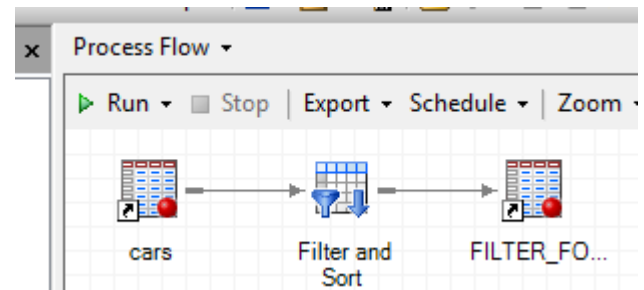 Process Flow
Run Stop Export Schedule Zoom
cars Filter and FILTER_FO...
Sort